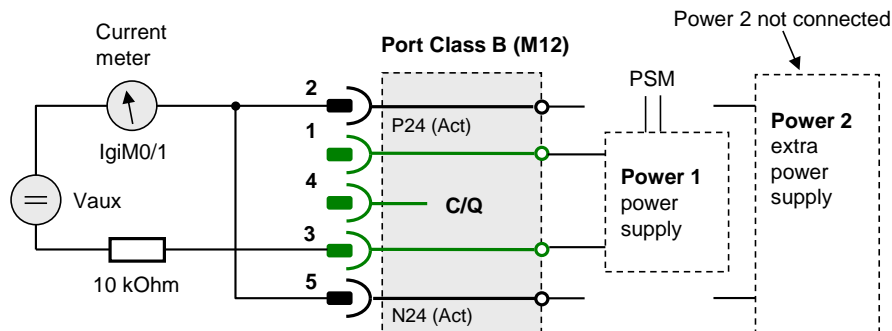 Power 2 not connected
Current
meter
Port Class B (M12)
PSM
2
P24 (Act)
IgiM0/1
1
Power 2
extra
power
supply
Power 1
power
supply
4
C/Q
Vaux
3
10 kOhm
5
N24 (Act)